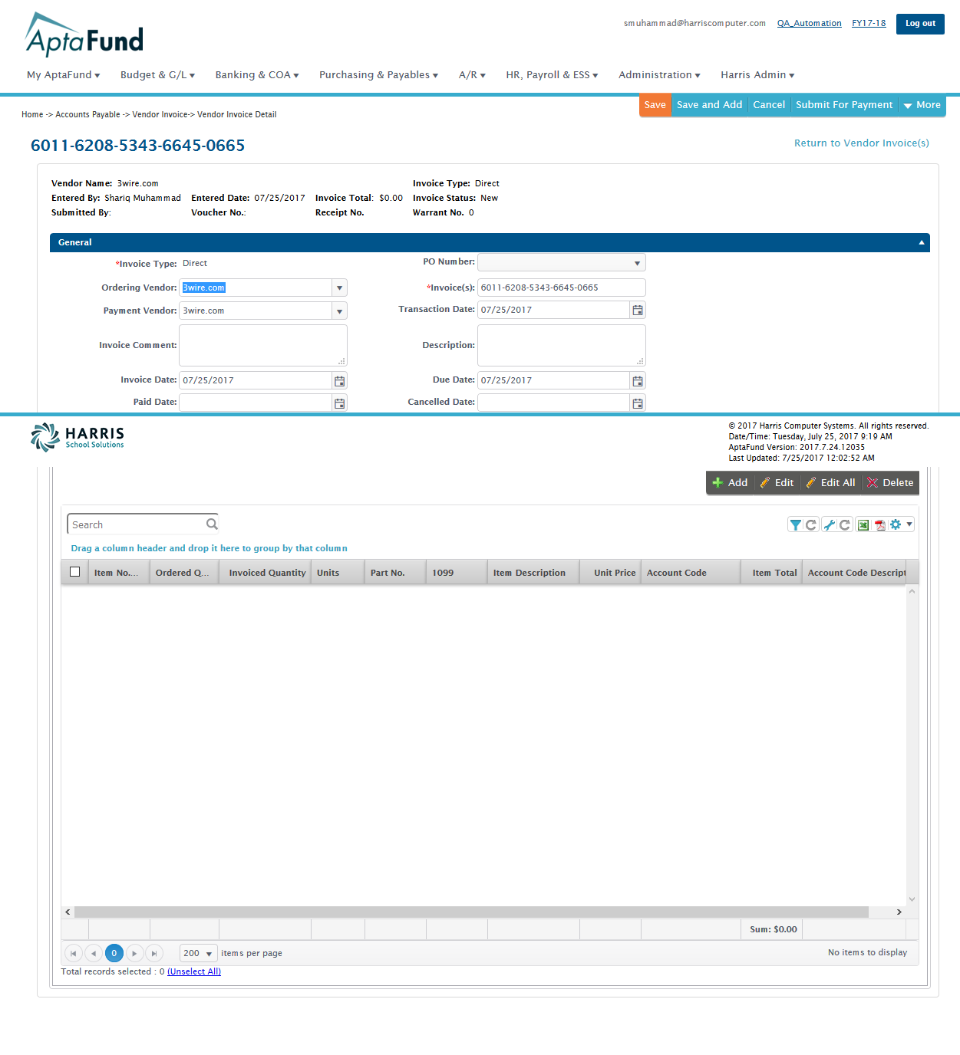 AptaFund
smuhammad@harriscomputer.com QA_Automation FY17-18 Log out
My AptaFund Budget & G/L Banking & COA Purchasing & Payables A/R HR, Payroll & ESS Administration Harris Admin
Save Save and Add Cancel Submit For Payment More
Home -> Accounts Payable -> Vendor Invoice-> Vendor Invoice Detail
6011-6208-5343-6645-0665 Return to Vendor Invoice(s)
Vendor Name: 3wire.com Invoice Type: Direct
Entered By: Shariq Muhammad Entered Date: 07/25/2017 Invoice Total: $0.00 Invoice Status: New
Submitted By: Voucher No.: Receipt No. Warrant No. 0
General
*Invoice Type: Direct PO Number:
Ordering Vendor: 3wire.com *Invoice(s): 6011-6208-5343-6645-0665
Payment Vendor: 3wire.com Transaction Date: 07/25/2017
Invoice Comment: Description:
Invoice Date: 07/25/2017 Due Date: 07/25/2017
Paid Date: Cancelled Date:
HARRIS
School Solutions
© 2017 Harris Computer Systems. All rights reserved.
Date/Time: Tuesday, July 25, 2017 9:19 AM
AptaFund Version: 2017.7.24.12035
Last Updated: 7/25/2017 12:02:52 AM
Add Edit Edit All Delete
Search
Drag a column header and drop it here to group by that column
Item No.... Ordered Q... Invoiced Quantity Units Part No. 1099 Item Description Unit Price Account Code Item Total Account Code Descript
Sum: $0.00
0 200 items per page No items to display
Total records selected : 0 (Unselect All)